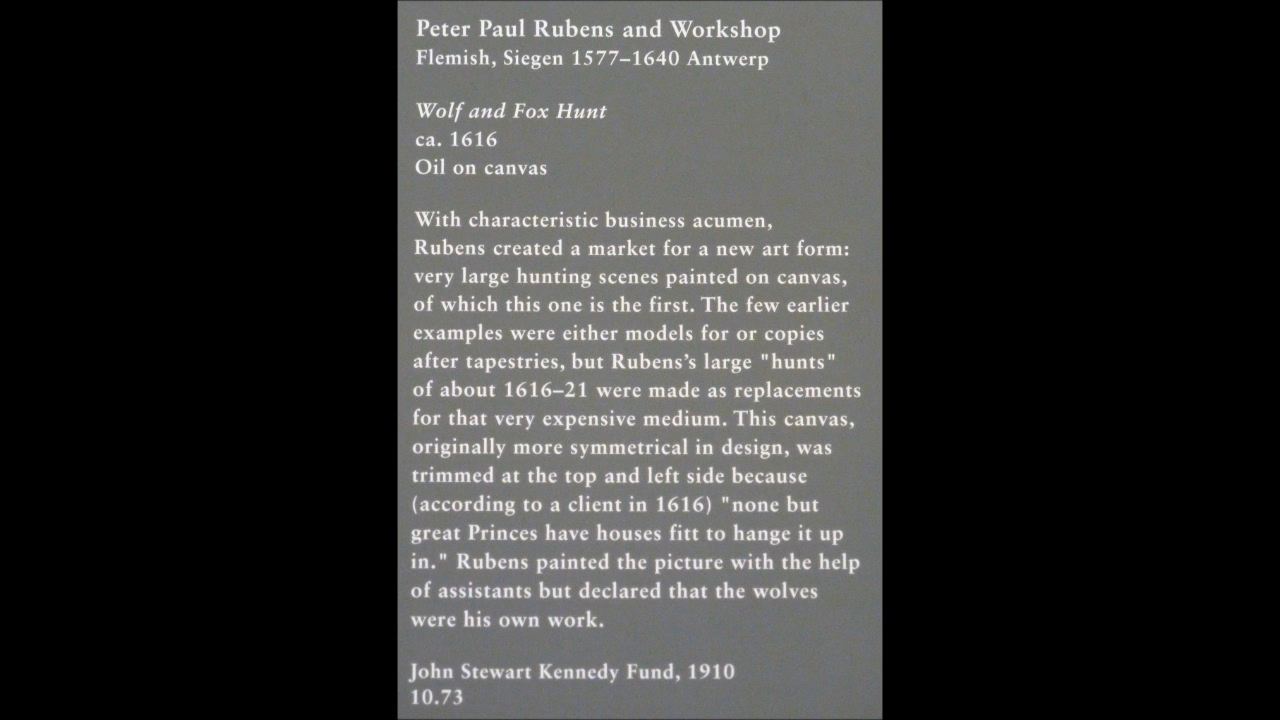 Peter Paul Rubens and Workshop
Flemish, Siegen 1577–1640 Antwerp
Wolf and Fox Hunt
ca. 1616
Oil on canvas
With characteristic business acumen,
Rubens created a market for a new art form:
very large hunting scenes painted on canvas,
of which this one is the first. The few earlier
examples were either models for or copies
after tapestries, but Rubens’s large "hunts"
of about 1616–21 were made as replacements
for that very expensive medium. This canvas,
originally more symmetrical in design, was
trimmed at the top and left side because
(according to a client in 1616) "none but
great Princes have houses fitt to hange it up
in." Rubens painted the picture with the help
of assistants but declared that the wolves
were his own work.
John Stewart Kennedy Fund, 1910
10.73